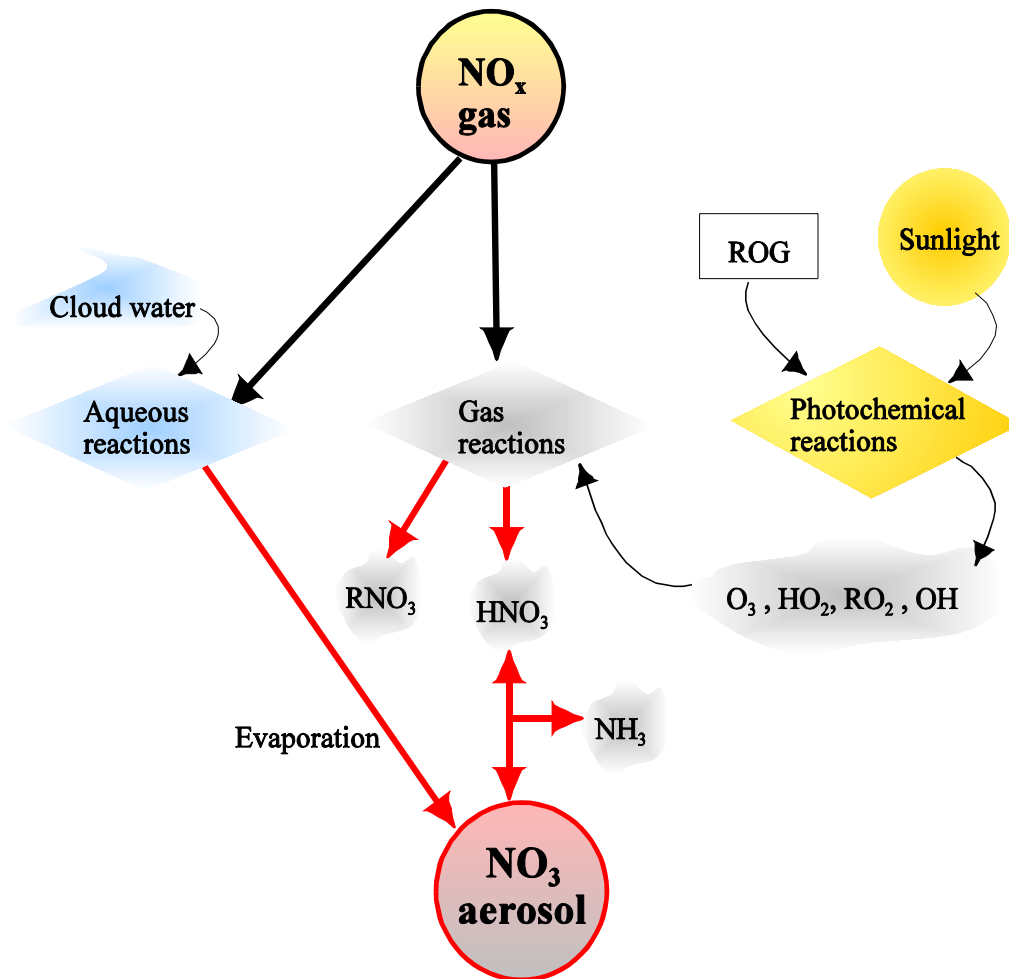 NOₓ
gas
ROG
Sunlight
Cloud water
Aqueous
reactions
Gas
reactions
Photochemical
reactions
RNO₃
HNO₃
O₃ , HO₂, RO₂ , OH
NH₃
Evaporation
NO₃
aerosol